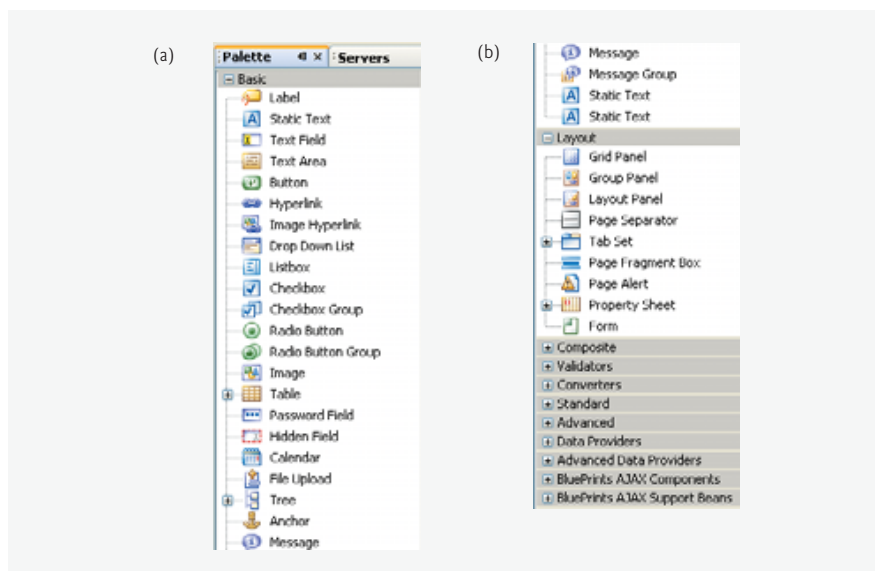 (a)
Palette
Servers
Basic
Label
Static Text
Text Field
Text Area
Button
Hyperlink
Image Hyperlink
Drop Down List
Listbox
Checkbox
Checkbox Group
Radio Button
Radio Button Group
Image
Table
Password Field
Hidden Field
Calendar
File Upload
Tree
Anchor
Message
(b)
Message
Message Group
Static Text
Static Text
Layout
Grid Panel
Group Panel
Layout Panel
Page Separator
Tab Set
Page Fragment Box
Page Alert
Property Sheet
Form
Composite
Validators
Converters
Standard
Advanced
Data Providers
Advanced Data Providers
BluePrints AJAX Components
BluePrints AJAX Support Beans